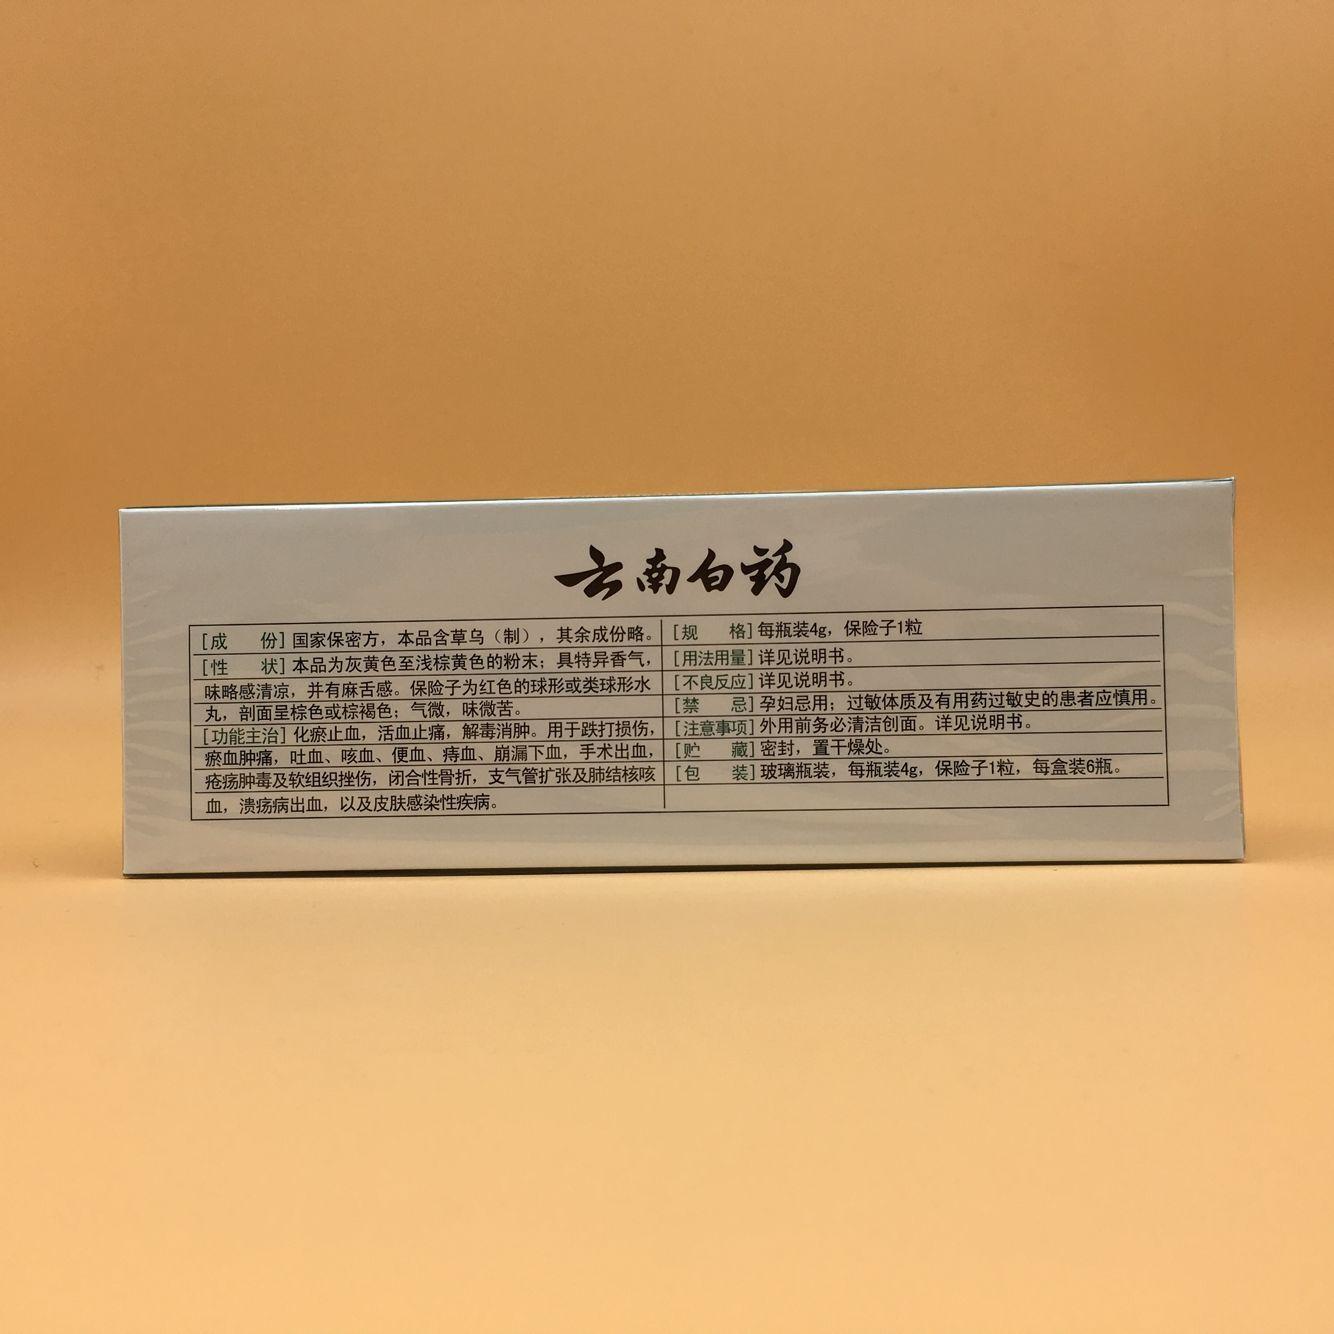 云南白药
[成 份] 国家保密方，本品含草乌（制），其余成份略。
[性 状] 本品为灰黄色至浅棕黄色的粉末；具特异香气，
味略感清凉，并有麻舌感。保险子为红色的球形或类球形水
丸，剖面呈棕色或棕褐色；气微，味微苦。
[功能主治] 化瘀止血，活血止痛，解毒消肿。用于跌打损伤，
瘀血肿痛，吐血、咳血、便血、痔血、崩漏下血，手术出血，
疮疡肿毒及软组织挫伤，闭合性骨折，支气管扩张及肺结核咳
血，溃疡病出血，以及皮肤感染性疾病。
[规 格] 每瓶装4g，保险子1粒
[用法用量] 详见说明书。
[不良反应] 详见说明书。
[禁 忌] 孕妇忌用；过敏体质及有用药过敏史的患者应慎用。
[注意事项] 外用前务必清洁创面。详见说明书。
[贮 藏] 密封，置干燥处。
[包 装] 玻璃瓶装，每瓶装4g，保险子1粒，每盒装6瓶。